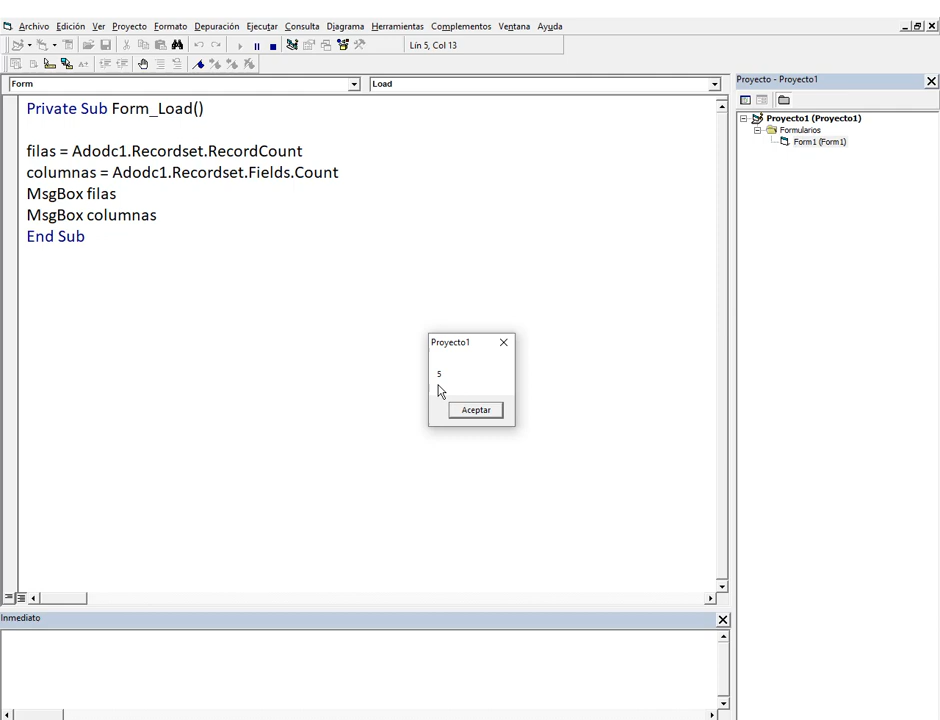 Archivo Edición Ver Proyecto Formato Depuración Ejecutar Consulta Diagrama Herramientas Complementos Ventana Ayuda
Lín 5, Col 13
Form Load
Proyecto - Proyecto1
Private Sub Form_Load()
filas = Adodc1.Recordset.RecordCount
columnas = Adodc1.Recordset.Fields.Count
MsgBox filas
MsgBox columnas
End Sub
Proyecto1 (Proyecto1)
Formularios
Form1 (Form1)
Proyecto1
5
Aceptar
Inmediato